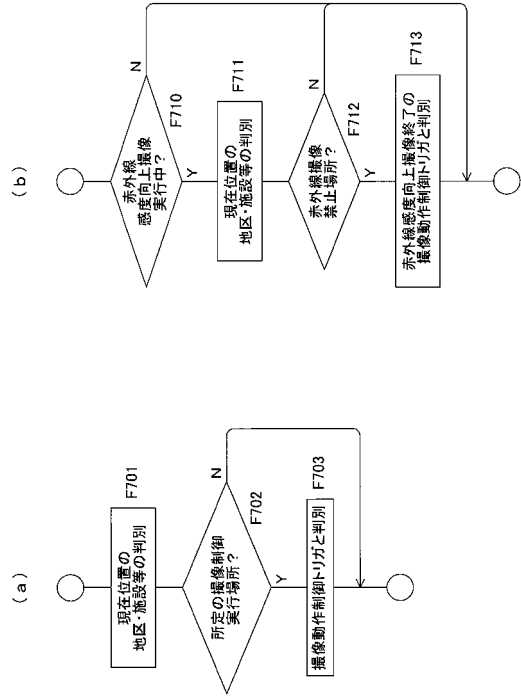 (a)
現在位置の
地区・施設等の判別
F701
所定の撮像制御
実行場所？
F702
N
Y
撮像動作制御トリガと判別
F703
(b)
赤外線
感度向上撮像
実行中？
F710
N
Y
現在位置の
地区・施設等の判別
F711
赤外線撮像
禁止場所？
F712
N
Y
赤外線感度向上撮像終了の
撮像動作制御トリガと判別
F713